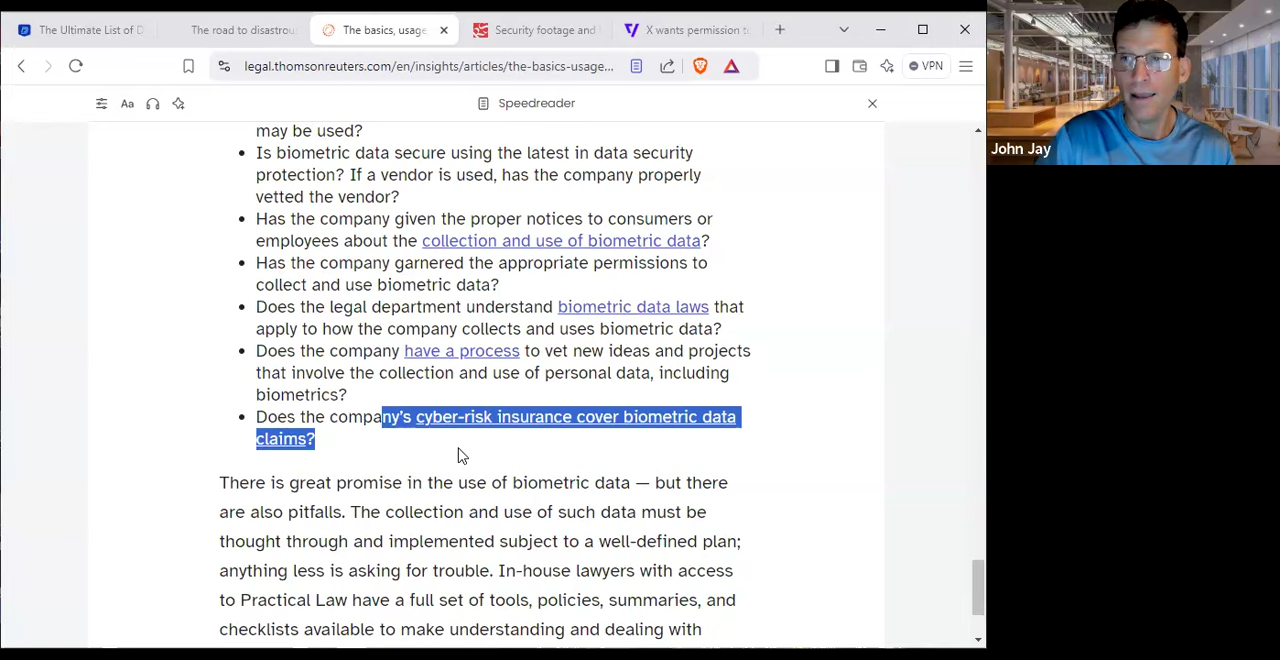 The Ultimate List of D
The road to disastrou
The basics, usage
Security footage and
X wants permission t
legal.thomsonreuters.com/en/insights/articles/the-basics-usage...
VPN
Aa
Speedreader
John Jay
may be used?
• Is biometric data secure using the latest in data security
protection? If a vendor is used, has the company properly
vetted the vendor?
• Has the company given the proper notices to consumers or
employees about the collection and use of biometric data?
• Has the company garnered the appropriate permissions to
collect and use biometric data?
• Does the legal department understand biometric data laws that
apply to how the company collects and uses biometric data?
• Does the company have a process to vet new ideas and projects
that involve the collection and use of personal data, including
biometrics?
• Does the company's cyber-risk insurance cover biometric data
claims?
There is great promise in the use of biometric data — but there
are also pitfalls. The collection and use of such data must be
thought through and implemented subject to a well-defined plan;
anything less is asking for trouble. In-house lawyers with access
to Practical Law have a full set of tools, policies, summaries, and
checklists available to make understanding and dealing with